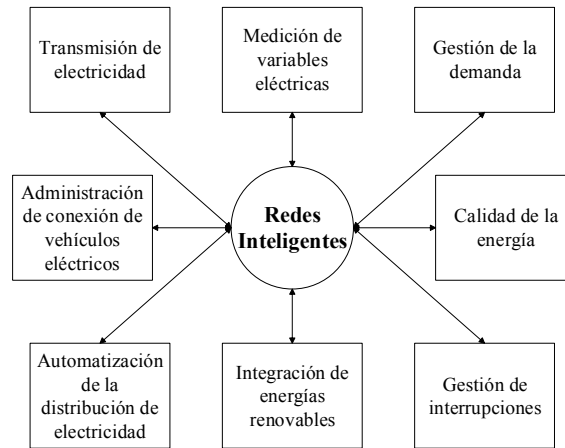 Transmisión de
electricidad
Medición de
variables
eléctricas
Gestión de la
demanda
Administración
de conexión de
vehículos
eléctricos
Redes
Inteligentes
Calidad de la
energía
Automatización
de la
distribución de
electricidad
Integración de
energías
renovables
Gestión de
interrupciones